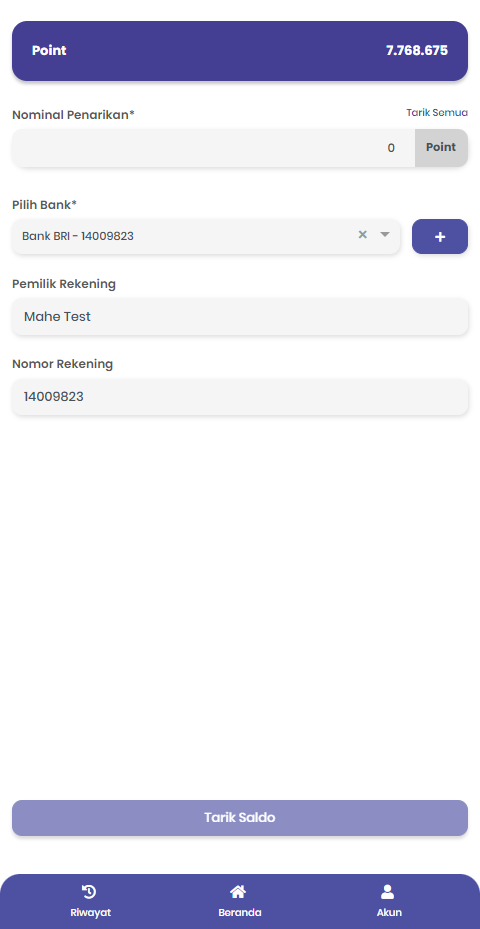 Point 7.768.675
Nominal Penarikan* Tarik Semua
0 Point
Pilih Bank*
Bank BRI - 14009823
Pemilik Rekening
Mahe Test
Nomor Rekening
14009823
Tarik Saldo
Riwayat Beranda Akun